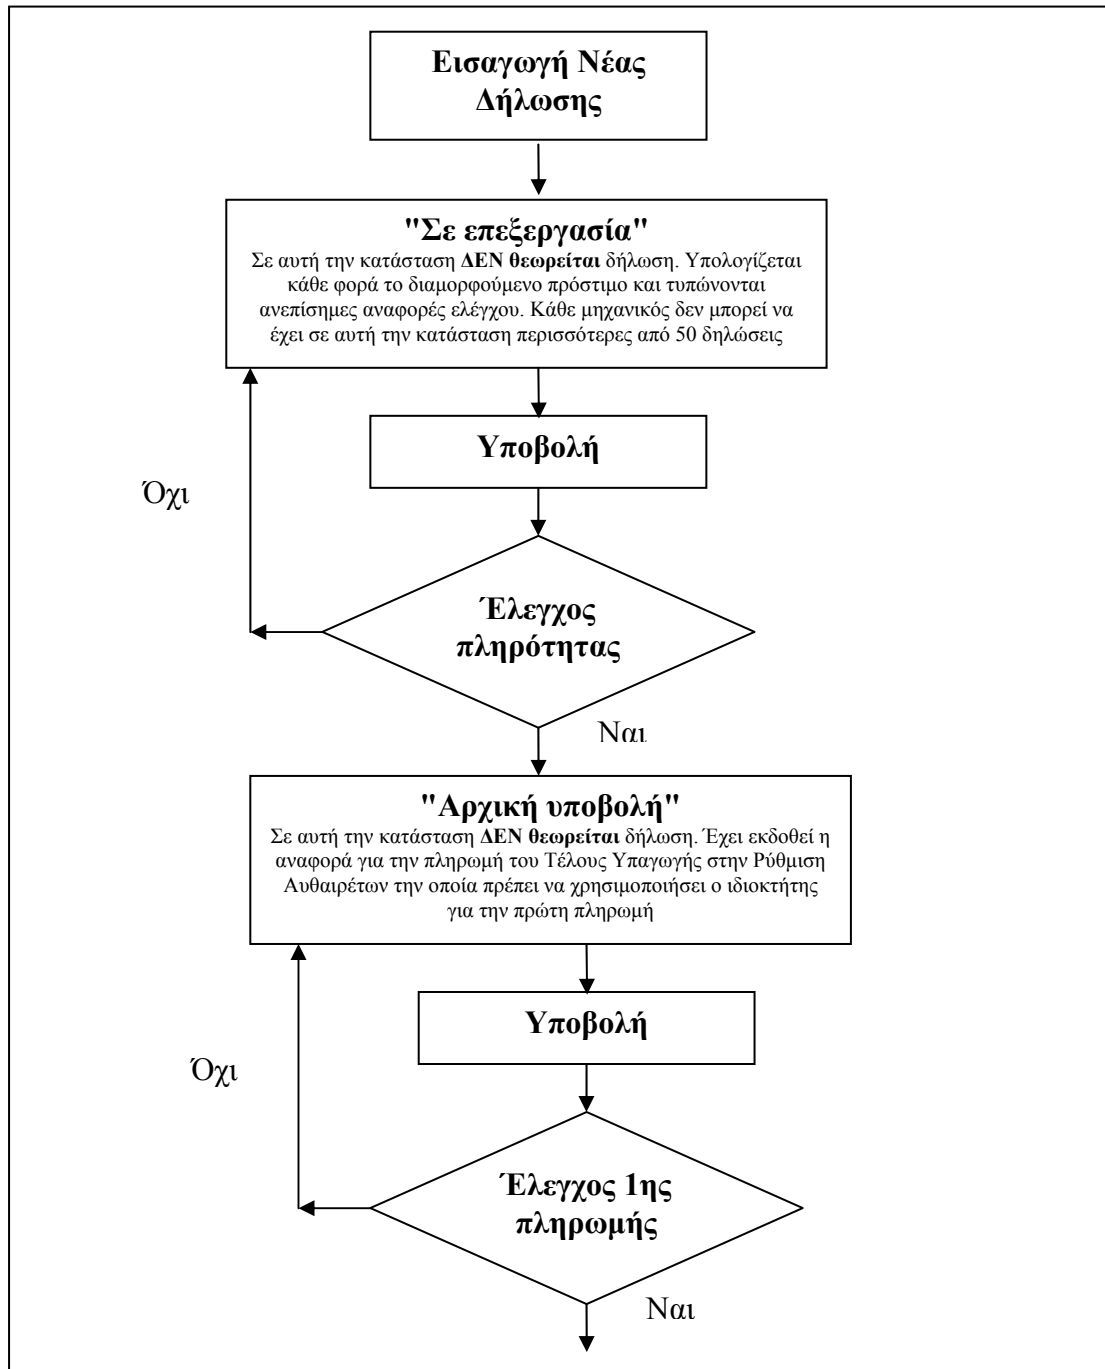 Εισαγωγή Νέας
Δήλωσης
"Σε επεξεργασία"
Σε αυτή την κατάσταση ΔΕΝ θεωρείται δήλωση. Υπολογίζεται
κάθε φορά το διαμορφούμενο πρόστιμο και τυπώνονται
ανεπίσημες αναφορές ελέγχου. Κάθε μηχανικός δεν μπορεί να
έχει σε αυτή την κατάσταση περισσότερες από 50 δηλώσεις
Υποβολή
Όχι
Έλεγχος
πληρότητας
Ναι
"Αρχική υποβολή"
Σε αυτή την κατάσταση ΔΕΝ θεωρείται δήλωση. Έχει εκδοθεί η
αναφορά για την πληρωμή του Τέλους Υπαγωγής στην Ρύθμιση
Αυθαιρέτων την οποία πρέπει να χρησιμοποιήσει ο ιδιοκτήτης
για την πρώτη πληρωμή
Υποβολή
Όχι
Έλεγχος 1ης
πληρωμής
Ναι